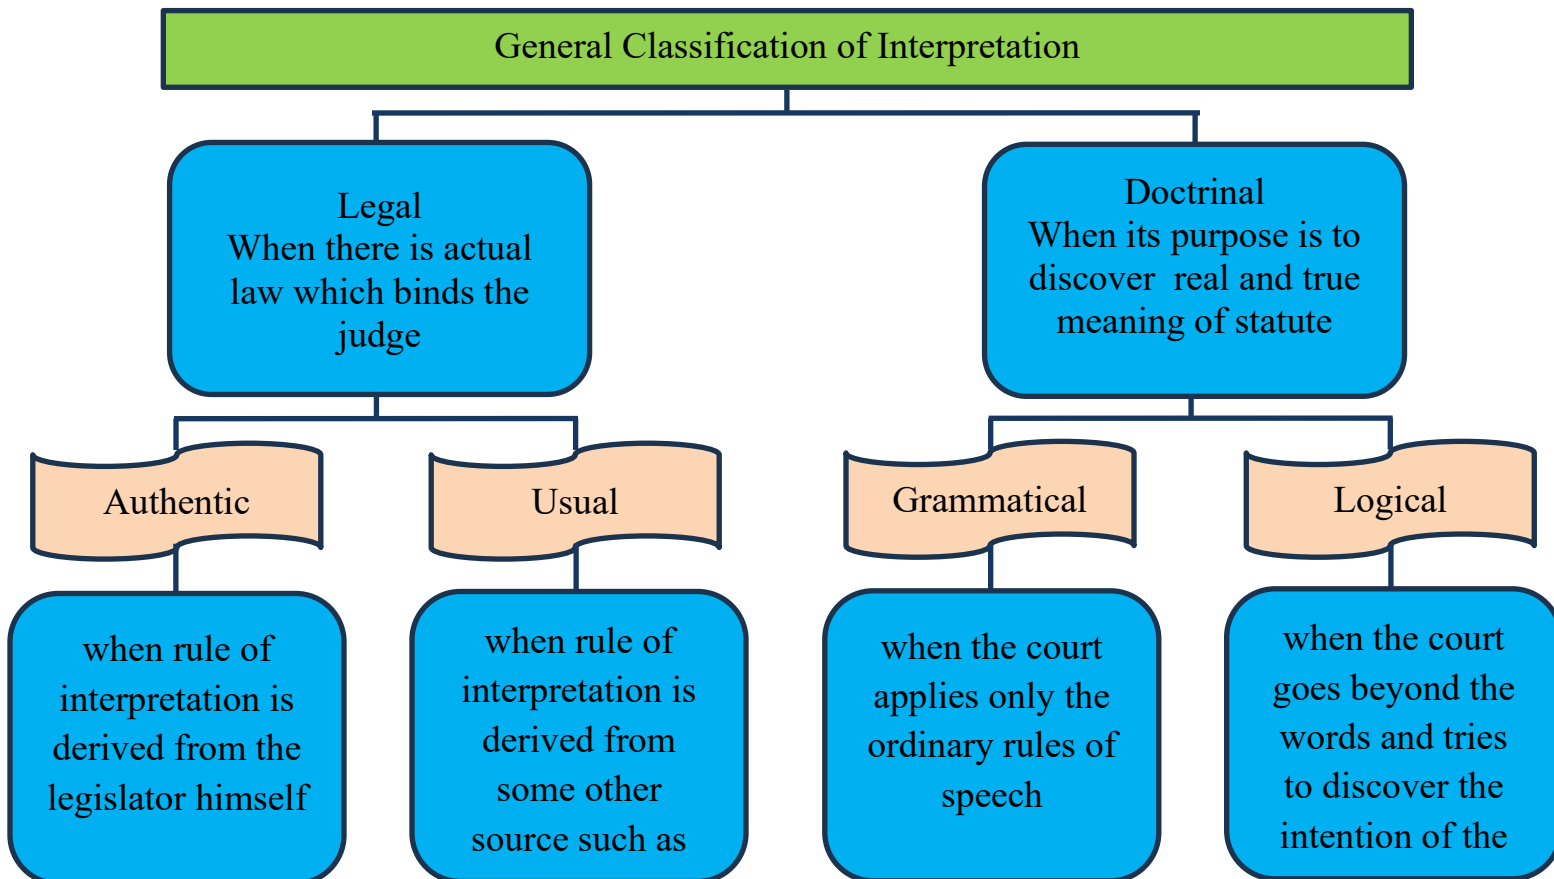 General Classification of Interpretation
Legal
When there is actual
law which binds the
judge
Doctrinal
When its purpose is to
discover real and true
meaning of statute
Authentic
Usual
Grammatical
Logical
when rule of
interpretation is
derived from the
legislator himself
when rule of
interpretation is
derived from
some other
source such as
when the court
applies only the
ordinary rules of
speech
when the court
goes beyond the
words and tries
to discover the
intention of the